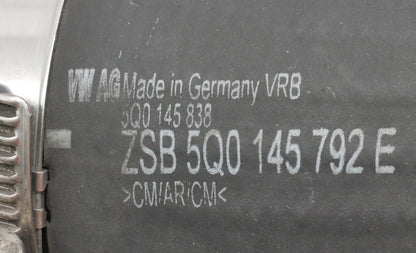 VW AG Made in Germany VRB
5Q0 145 838
ZSB 5Q0 145 792 E
>CM/AR/CM<